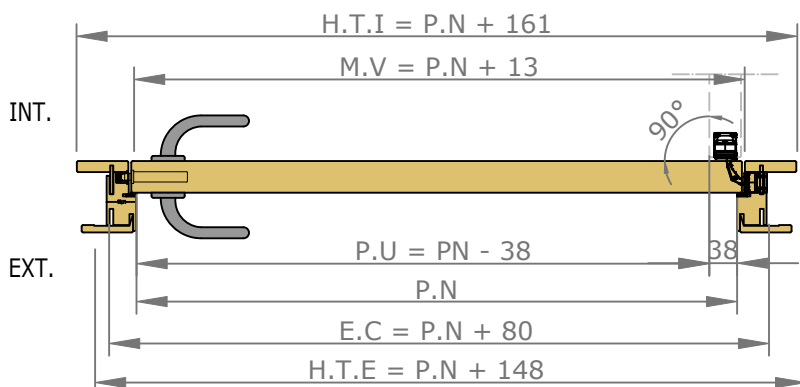 H.T.I = P.N + 161
M.V = P.N + 13
INT.
90°
EXT.
P.U = PN - 38
38
P.N
E.C = P.N + 80
H.T.E = P.N + 148